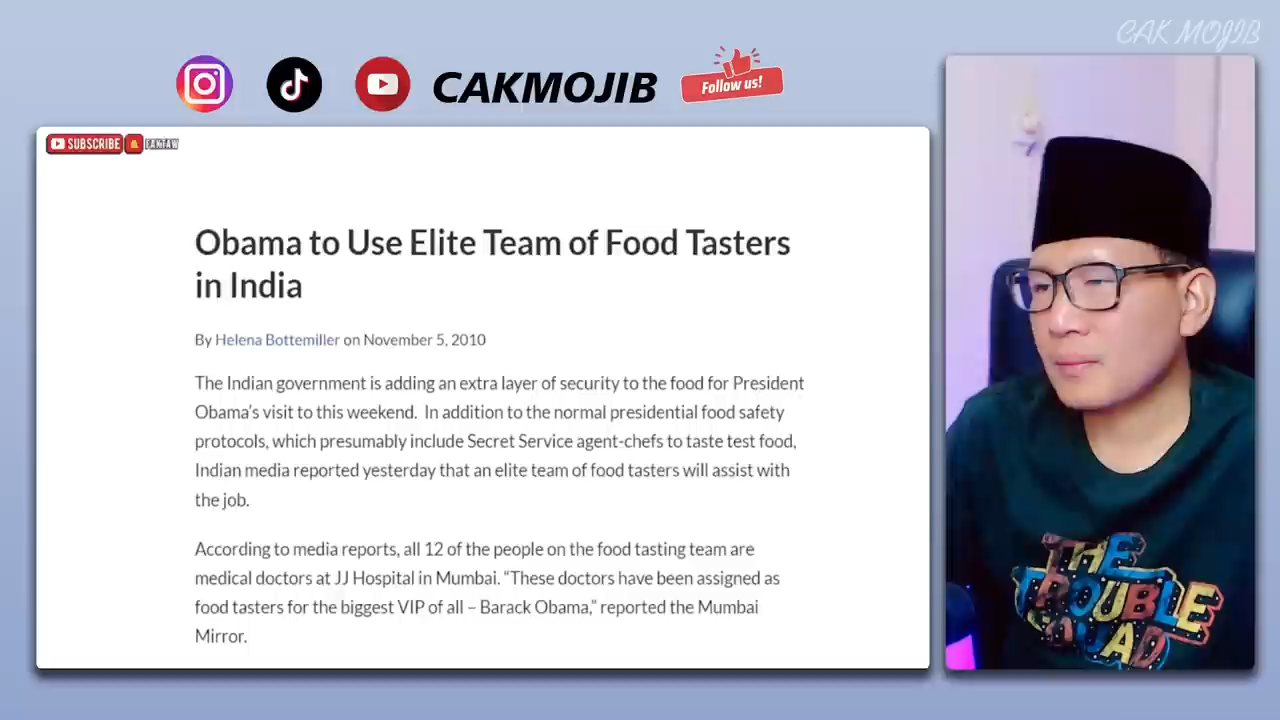 CAK MOJIB
CAKMOJIB
Follow us!
SUBSCRIBE
Obama to Use Elite Team of Food Tasters
in India
By Helena Bottemiller on November 5, 2010
The Indian government is adding an extra layer of security to the food for President
Obama's visit to this weekend.  In addition to the normal presidential food safety
protocols, which presumably include Secret Service agent-chefs to taste test food,
Indian media reported yesterday that an elite team of food tasters will assist with
the job.
According to media reports, all 12 of the people on the food tasting team are
medical doctors at JJ Hospital in Mumbai. “These doctors have been assigned as
food tasters for the biggest VIP of all – Barack Obama,” reported the Mumbai
Mirror.
THE
TROUBLE
SQUAD